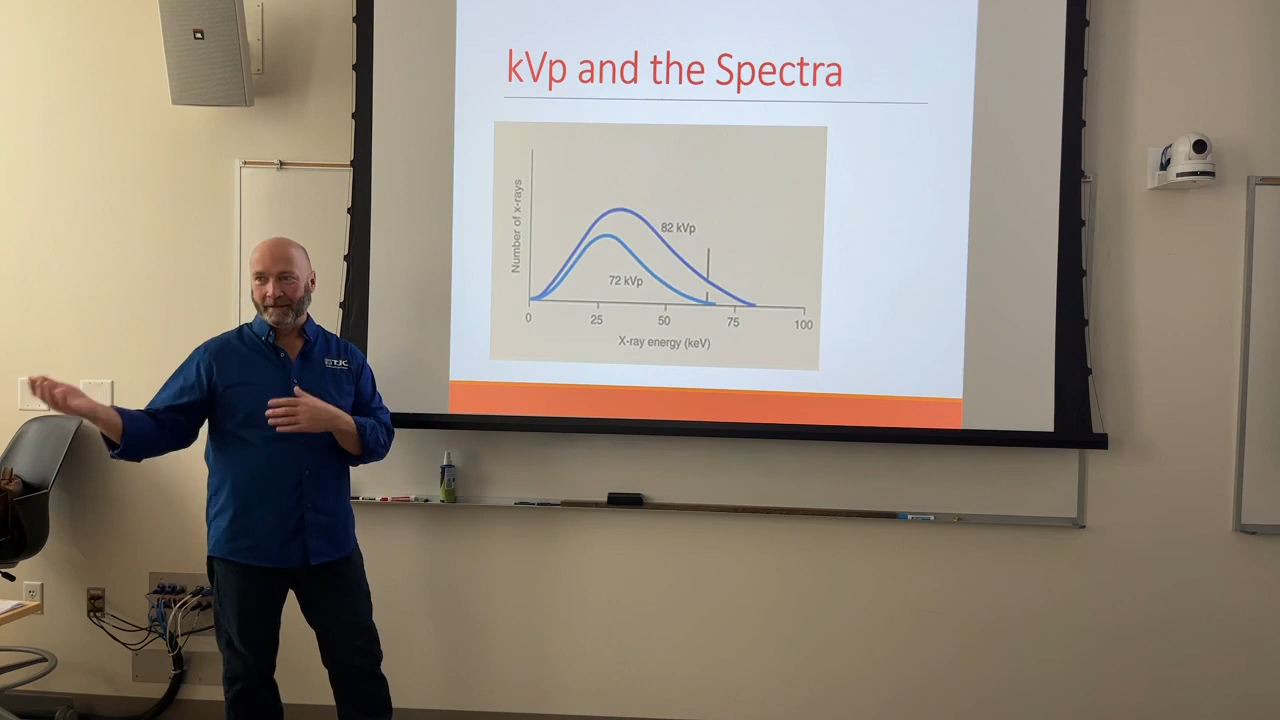 kVp and the Spectra
Number of x-rays
82 kVp
72 kVp
0 25 50 75 100
X-ray energy (keV)
TJC
JBL